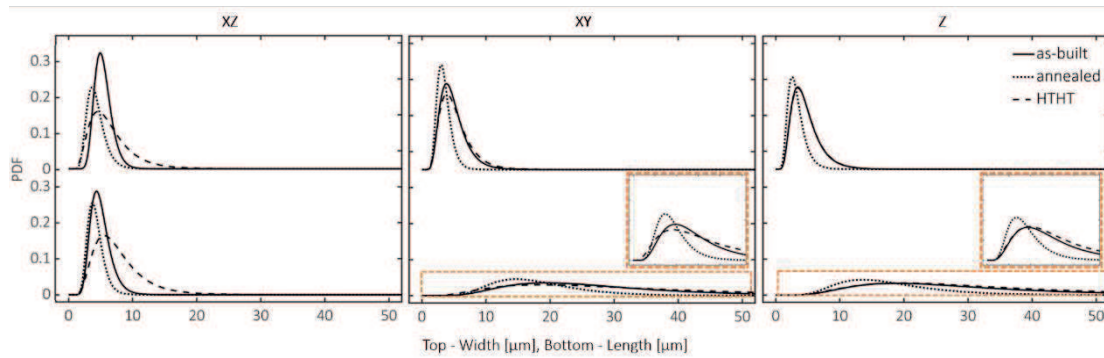 XZ XY Z
0.3
0.2
0.1
0
as-built
annealed
HTHT
PDF
0.3
0.2
0.1
0
0 10 20 30 40 50 0 10 20 30 40 50 0 10 20 30 40 50
Top - Width [μm], Bottom - Length [μm]